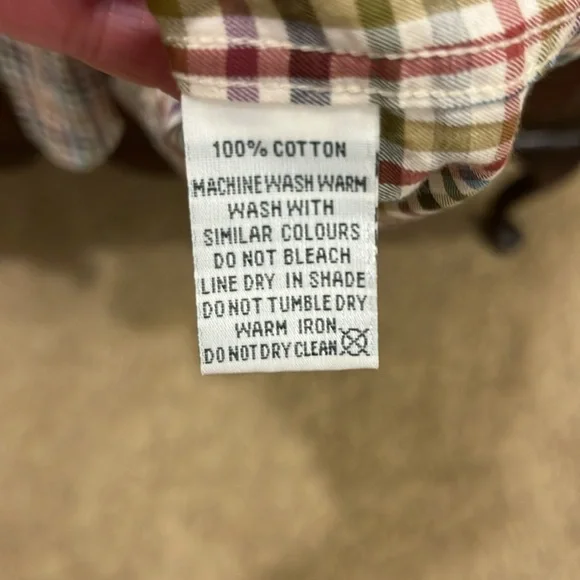 100% COTTON
MACHINE WASH WARM
WASH WITH
SIMILAR COLOURS
DO NOT BLEACH
LINE DRY IN SHADE
DO NOT TUMBLE DRY
WARM IRON
DO NOT DRY CLEAN